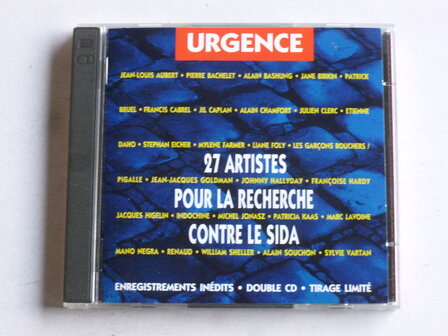 URGENCE
JEAN-LOUIS AUBERT • PIERRE BACHELET • ALAIN BASHUNG • JANE BIRKIN • PATRICK
BRUEL • FRANCIS CABREL • JIL CAPLAN • ALAIN CHAMFORT • JULIEN CLERC • ETIENNE
DAHO • STEPHAN EICHER • MYLENE FARMER • LIANE FOLY • LES GARÇONS BOUCHERS /
27 ARTISTES
PIGALLE • JEAN-JACQUES GOLDMAN • JOHNNY HALLYDAY • FRANÇOISE HARDY
POUR LA RECHERCHE
JACQUES HIGELIN • INDOCHINE • MICHEL JONASZ • PATRICIA KAAS • MARC LAVOINE
CONTRE LE SIDA
MANO NEGRA • RENAUD • WILLIAM SHELLER • ALAIN SOUCHON • SYLVIE VARTAN
ENREGISTREMENTS INÉDITS • DOUBLE CD • TIRAGE LIMITÉ